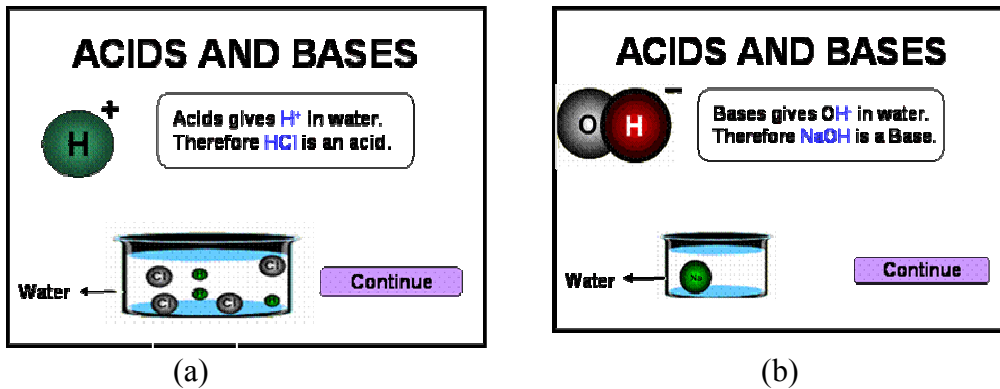 ACIDS AND BASES
H +
Acids gives H⁺ in water.
Therefore HCl is an acid.
Cl
Cl
Cl
Cl
H
H
H
Water
Continue
(a)
ACIDS AND BASES
O H −
Bases gives OH⁺ in water.
Therefore NaOH is a Base.
Na
Water
Continue
(b)